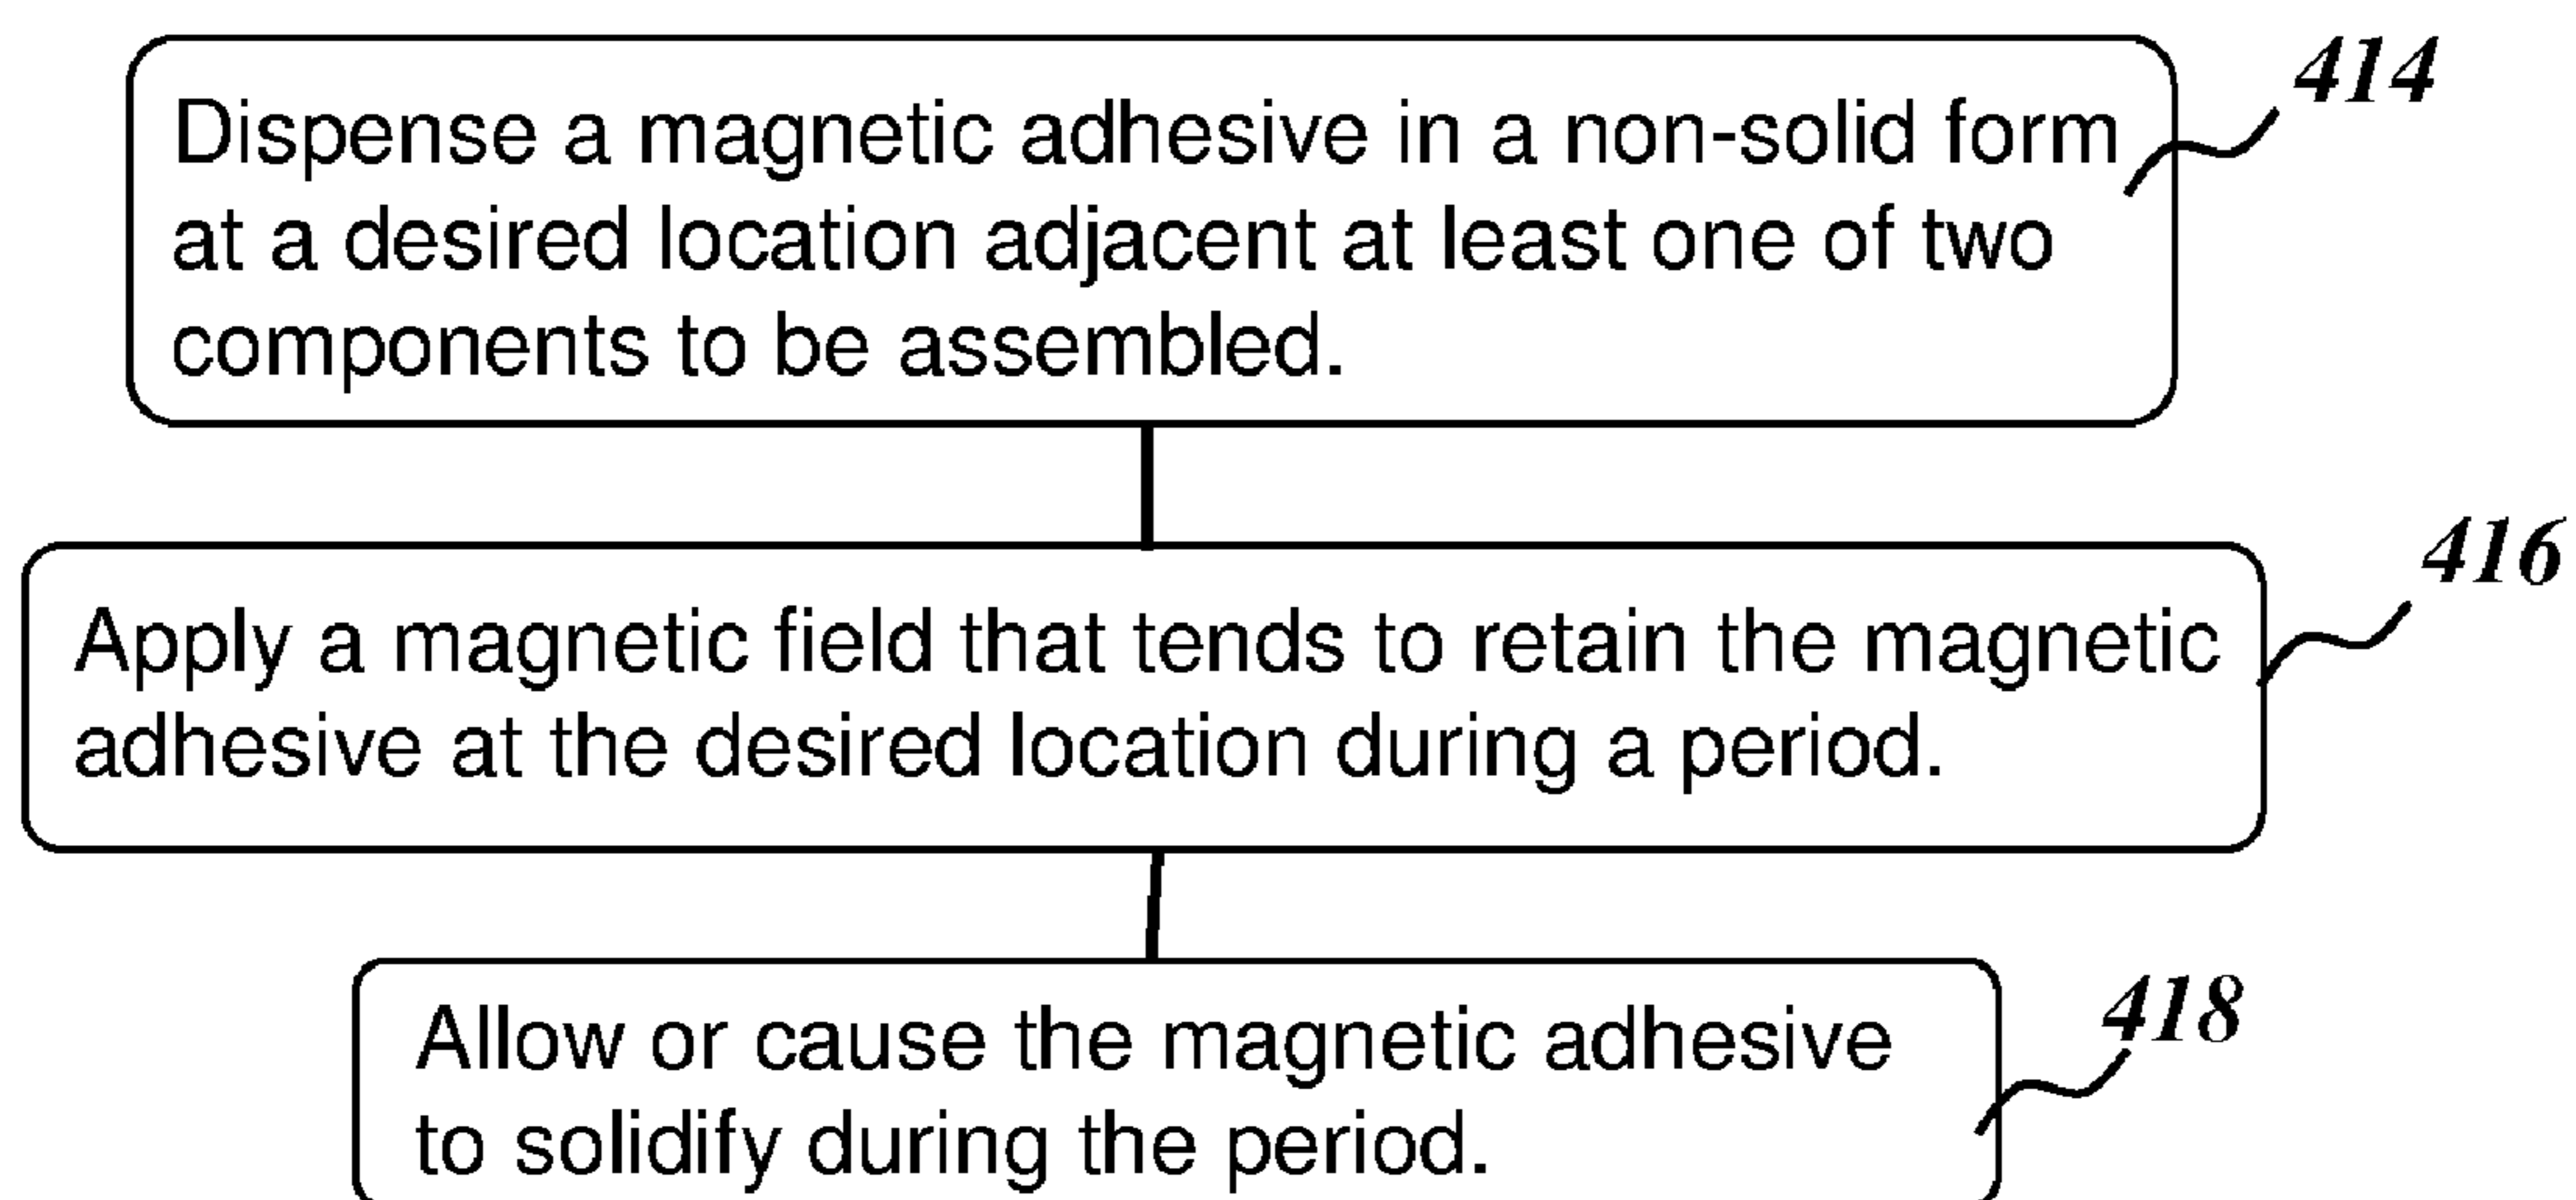 414
Dispense a magnetic adhesive in a non-solid form
at a desired location adjacent at least one of two
components to be assembled.
416
Apply a magnetic field that tends to retain the magnetic
adhesive at the desired location during a period.
418
Allow or cause the magnetic adhesive
to solidify during the period.